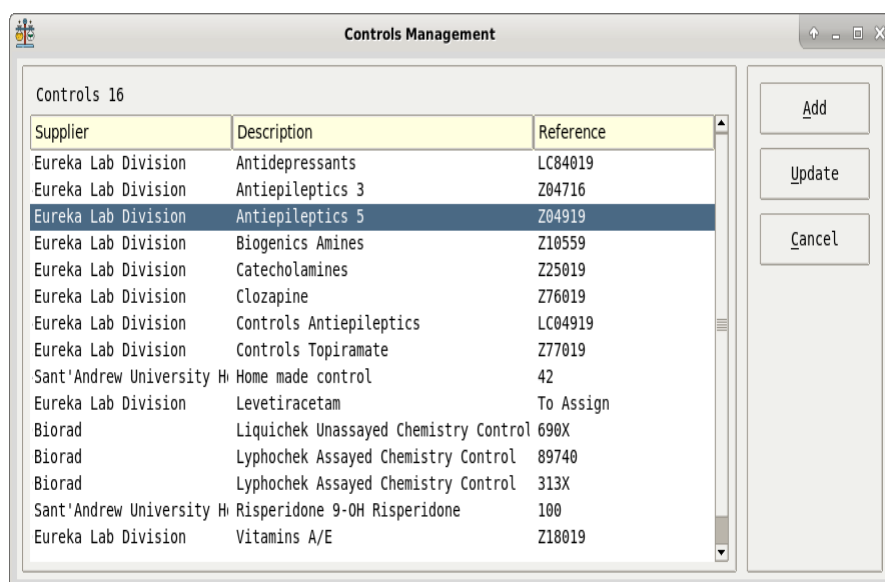 Controls Management
Controls 16
Supplier Description Reference
Eureka Lab Division Antidepressants LC84019
Eureka Lab Division Antiepileptics 3 Z04716
Eureka Lab Division Antiepileptics 5 Z04919
Eureka Lab Division Biogenics Amines Z10559
Eureka Lab Division Catecholamines Z25019
Eureka Lab Division Clozapine Z76019
Eureka Lab Division Controls Antiepileptics LC04919
Eureka Lab Division Controls Topiramate Z77019
Sant'Andrew University H Home made control 42
Eureka Lab Division Levetiracetam To Assign
Biorad Liquichek Unassayed Chemistry Control 690X
Biorad Lyphochek Assayed Chemistry Control 89740
Biorad Lyphochek Assayed Chemistry Control 313X
Sant'Andrew University H Risperidone 9-OH Risperidone 100
Eureka Lab Division Vitamins A/E Z18019
Add
Update
Cancel